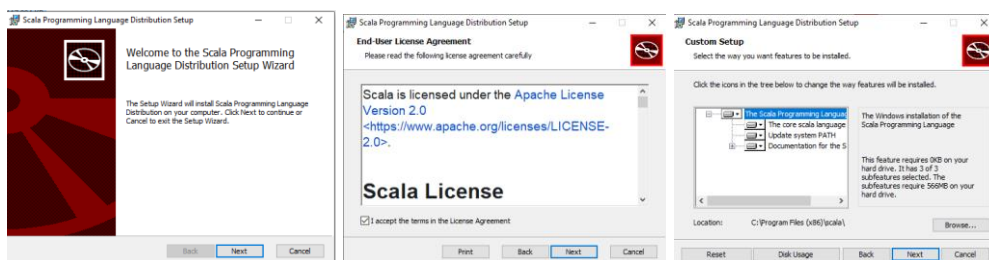 Scala Programming Language Distribution Setup
Welcome to the Scala Programming
Language Distribution Setup Wizard
The Setup Wizard will install Scala Programming Language
Distribution on your computer. Click Next to continue or
Cancel to exit the Setup Wizard.
Back
Next
Cancel
Scala Programming Language Distribution Setup
End-User License Agreement
Please read the following license agreement carefully
Scala is licensed under the Apache License
Version 2.0
<https://www.apache.org/licenses/LICENSE-
2.0>.
Scala License
I accept the terms in the License Agreement
Print
Back
Next
Cancel
Scala Programming Language Distribution Setup
Custom Setup
Select the way you want features to be installed.
Click the icons in the tree below to change the way features will be installed.
The Scala Programming Languag
The core scala language
Update system PATH
Documentation for the S
The Windows installation of the
Scala Programming Language
This feature requires 0KB on your
hard drive. It has 3 of 3
subfeatures selected. The
subfeatures require 566MB on your
hard drive.
Location: C:\Program Files (x86)\scala\
Browse...
Reset
Disk Usage
Back
Next
Cancel